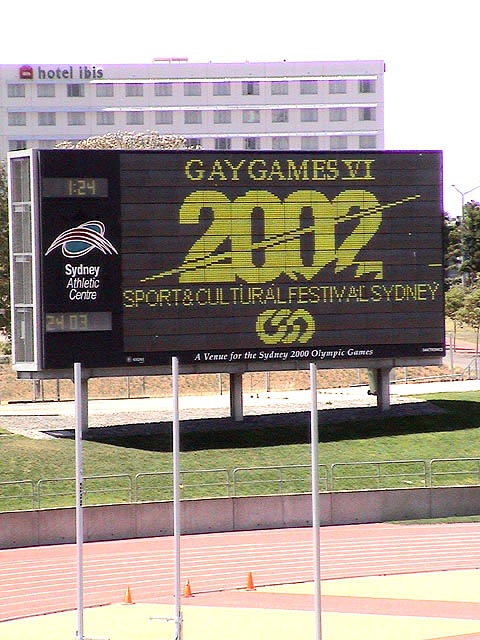 hotel ibis
GAY GAMES VI
1:24
2002
Sydney
Athletic
Centre
SPORT&CULTURAL FESTIVAL SYDNEY
24 03
A Venue for the Sydney 2000 Olympic Games